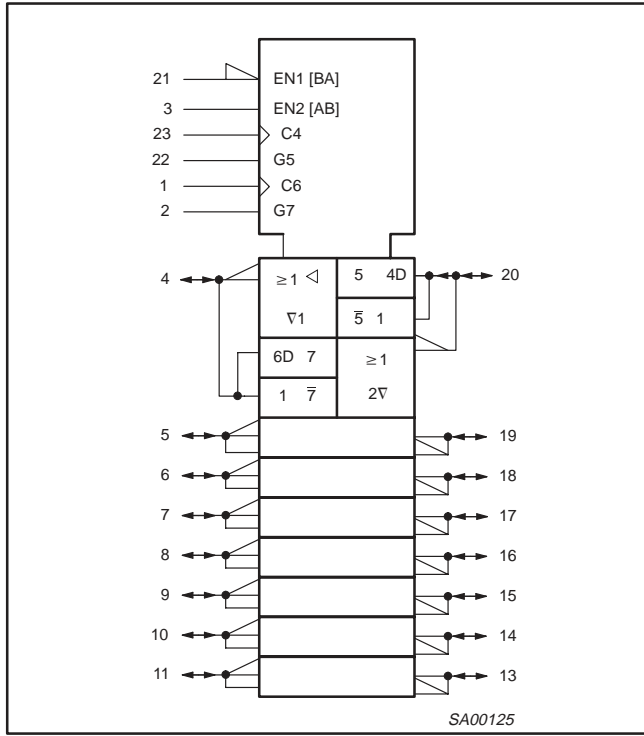 21 EN1 [BA]
3 EN2 [AB]
23 C4
22 G5
1 C6
2 G7
4 ≥1 ◁ 5 4D 20
∇1 5̅ 1
6D 7 ≥1
1 7̅ 2∇
5 19
6 18
7 17
8 16
9 15
10 14
11 13
SA00125